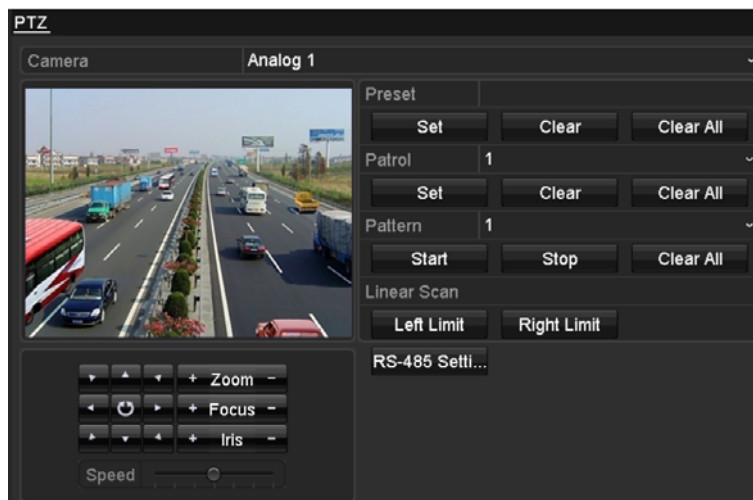 PTZ
Camera Analog 1
Preset
Set Clear Clear All
Patrol 1
Set Clear Clear All
Pattern 1
Start Stop Clear All
Linear Scan
Left Limit Right Limit
RS-485 Setti...
+ Zoom -
+ Focus -
+ Iris -
Speed